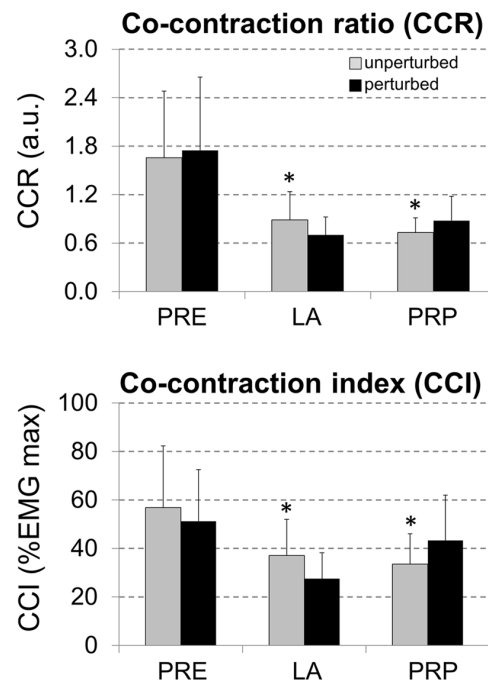 Co-contraction ratio (CCR)
3.0
unperturbed
perturbed
2.4
1.8
CCR (a.u.)
*
*
1.2
0.6
0.0
PRE LA PRP
Co-contraction index (CCI)
100
80
60
CCI (%EMG max)
*
*
40
20
0
PRE LA PRP